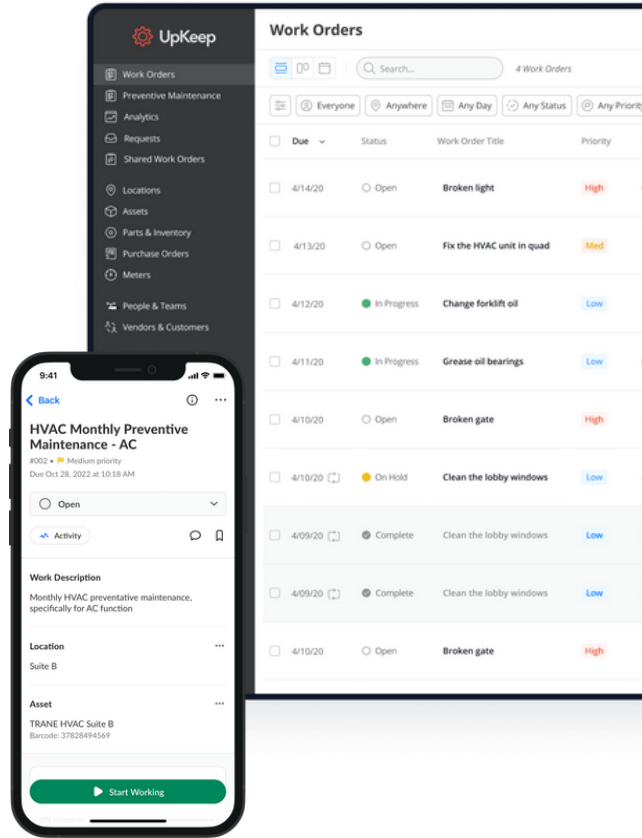 UpKeep
Work Orders
Preventive Maintenance
Analytics
Requests
Shared Work Orders
Locations
Assets
Parts & Inventory
Purchase Orders
Meters
People & Teams
Vendors & Customers
Work Orders
Search...
4 Work Orders
Everyone Anywhere Any Day Any Status Any Priority
Due Status Work Order Title Priority
4/14/20 Open Broken light High
4/13/20 Open Fix the HVAC unit in quad Med
4/12/20 In Progress Change forklift oil Low
4/11/20 In Progress Grease oil bearings Low
4/10/20 Open Broken gate High
4/10/20 On Hold Clean the lobby windows Low
4/09/20 Complete Clean the lobby windows Low
4/09/20 Complete Clean the lobby windows Low
4/10/20 Open Broken gate High
9:41
Back
HVAC Monthly Preventive
Maintenance - AC
#002 • Medium priority
Due Oct 28, 2022 at 10:18 AM
Open
Activity
Work Description
Monthly HVAC preventative maintenance,
specifically for AC function
Location
Suite B
Asset
TRANE HVAC Suite B
Barcode: 37828494569
Start Working